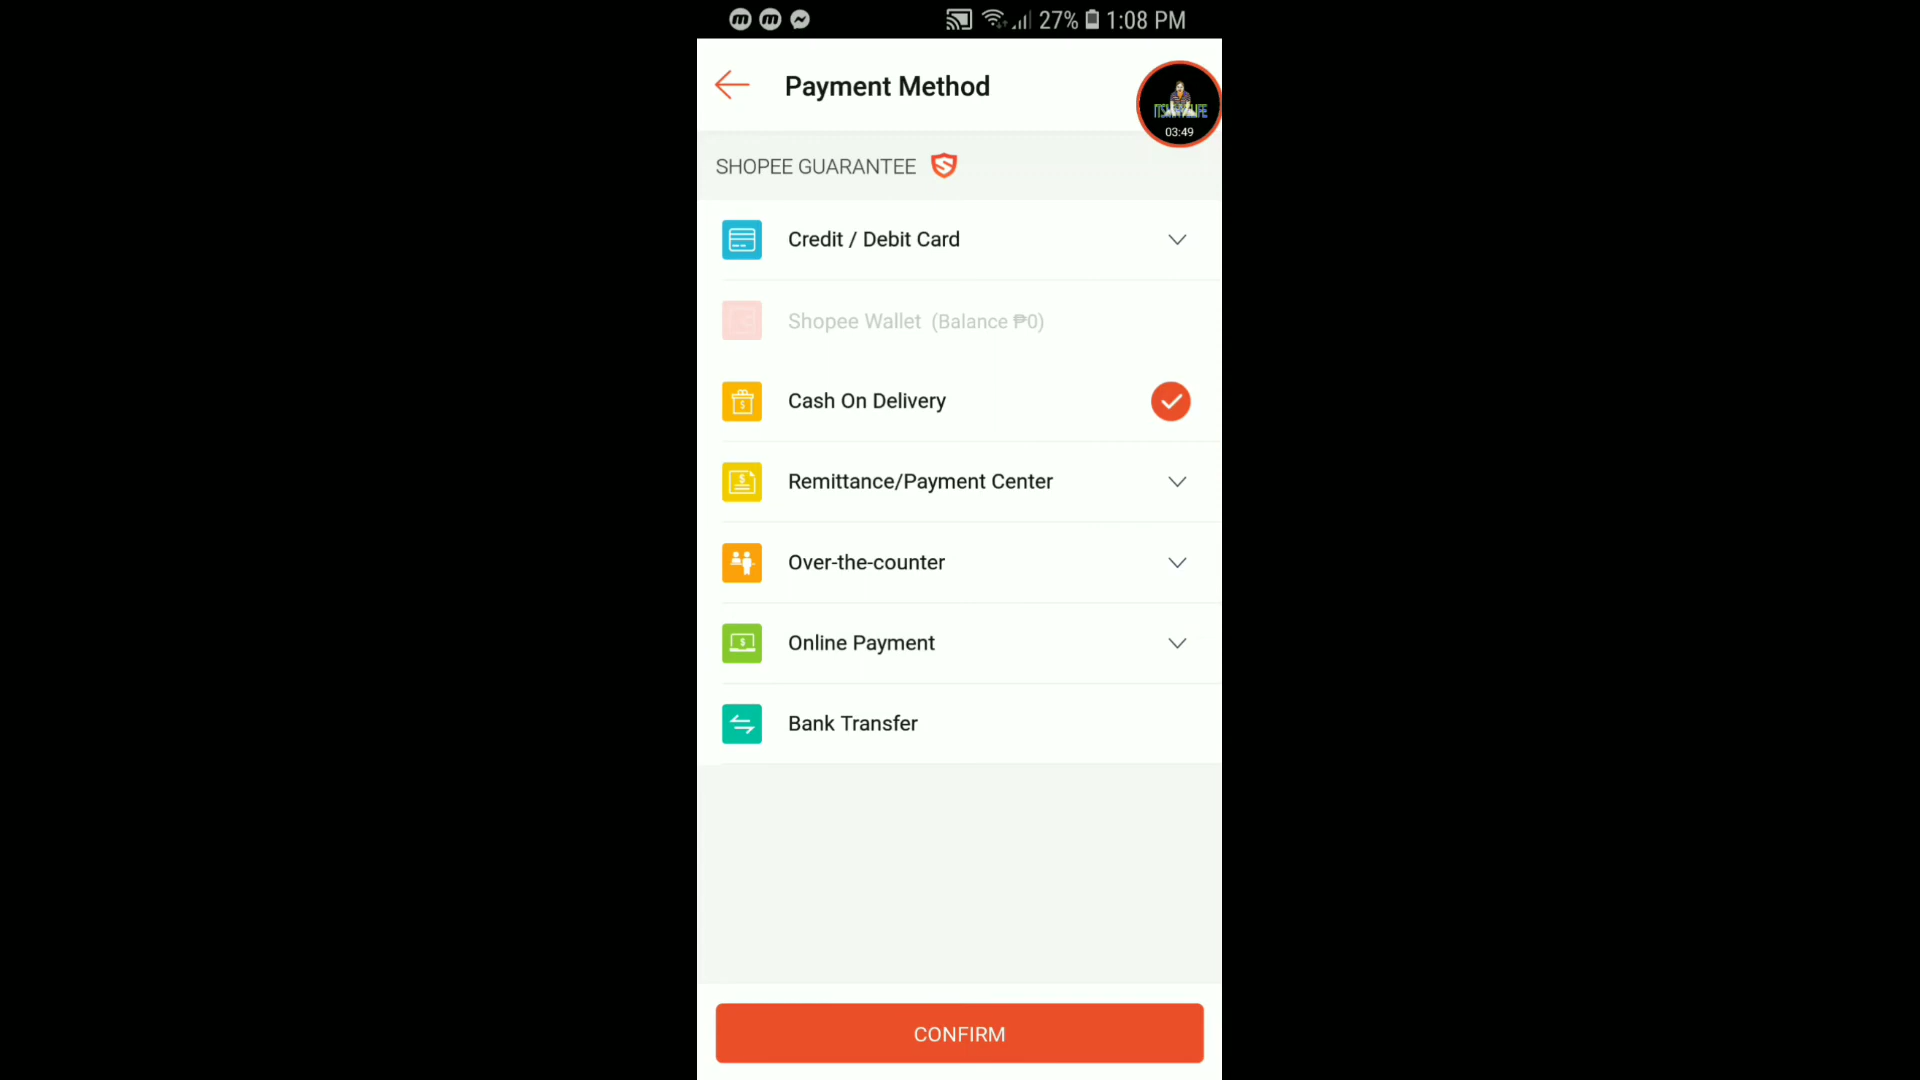 27% 1:08 PM
Payment Method
03:49
SHOPEE GUARANTEE
Credit / Debit Card
Shopee Wallet (Balance ₱0)
Cash On Delivery
Remittance/Payment Center
Over-the-counter
Online Payment
Bank Transfer
CONFIRM